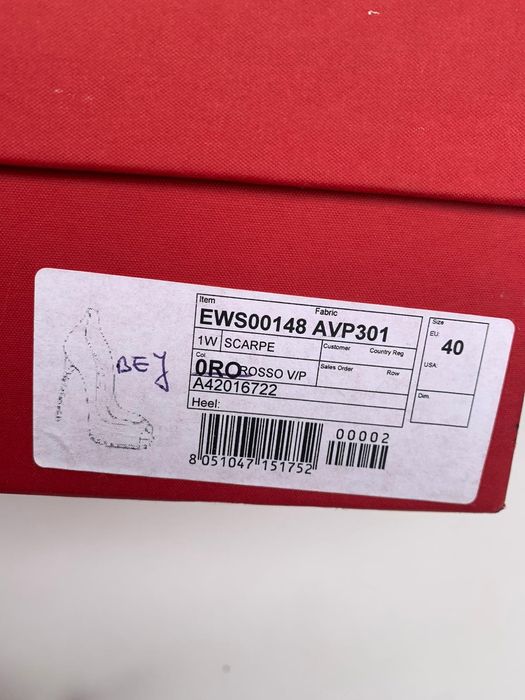 Item Fabric
EWS00148 AVP301
1W SCARPE
Customer Country Reg
Col.
0RO ROSSO V/P
Sales Order Row
A42016722
Heel:
Size
EU:
40
USA:
Dim.
BEJ
00002
8 051047 151752